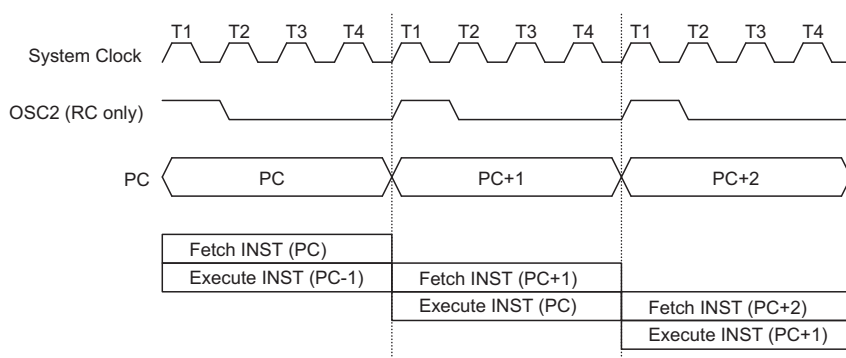 T1 T2 T3 T4 T1 T2 T3 T4 T1 T2 T3 T4
System Clock
OSC2 (RC only)
PC PC PC+1 PC+2
Fetch INST (PC)
Execute INST (PC-1) Fetch INST (PC+1)
Execute INST (PC) Fetch INST (PC+2)
Execute INST (PC+1)